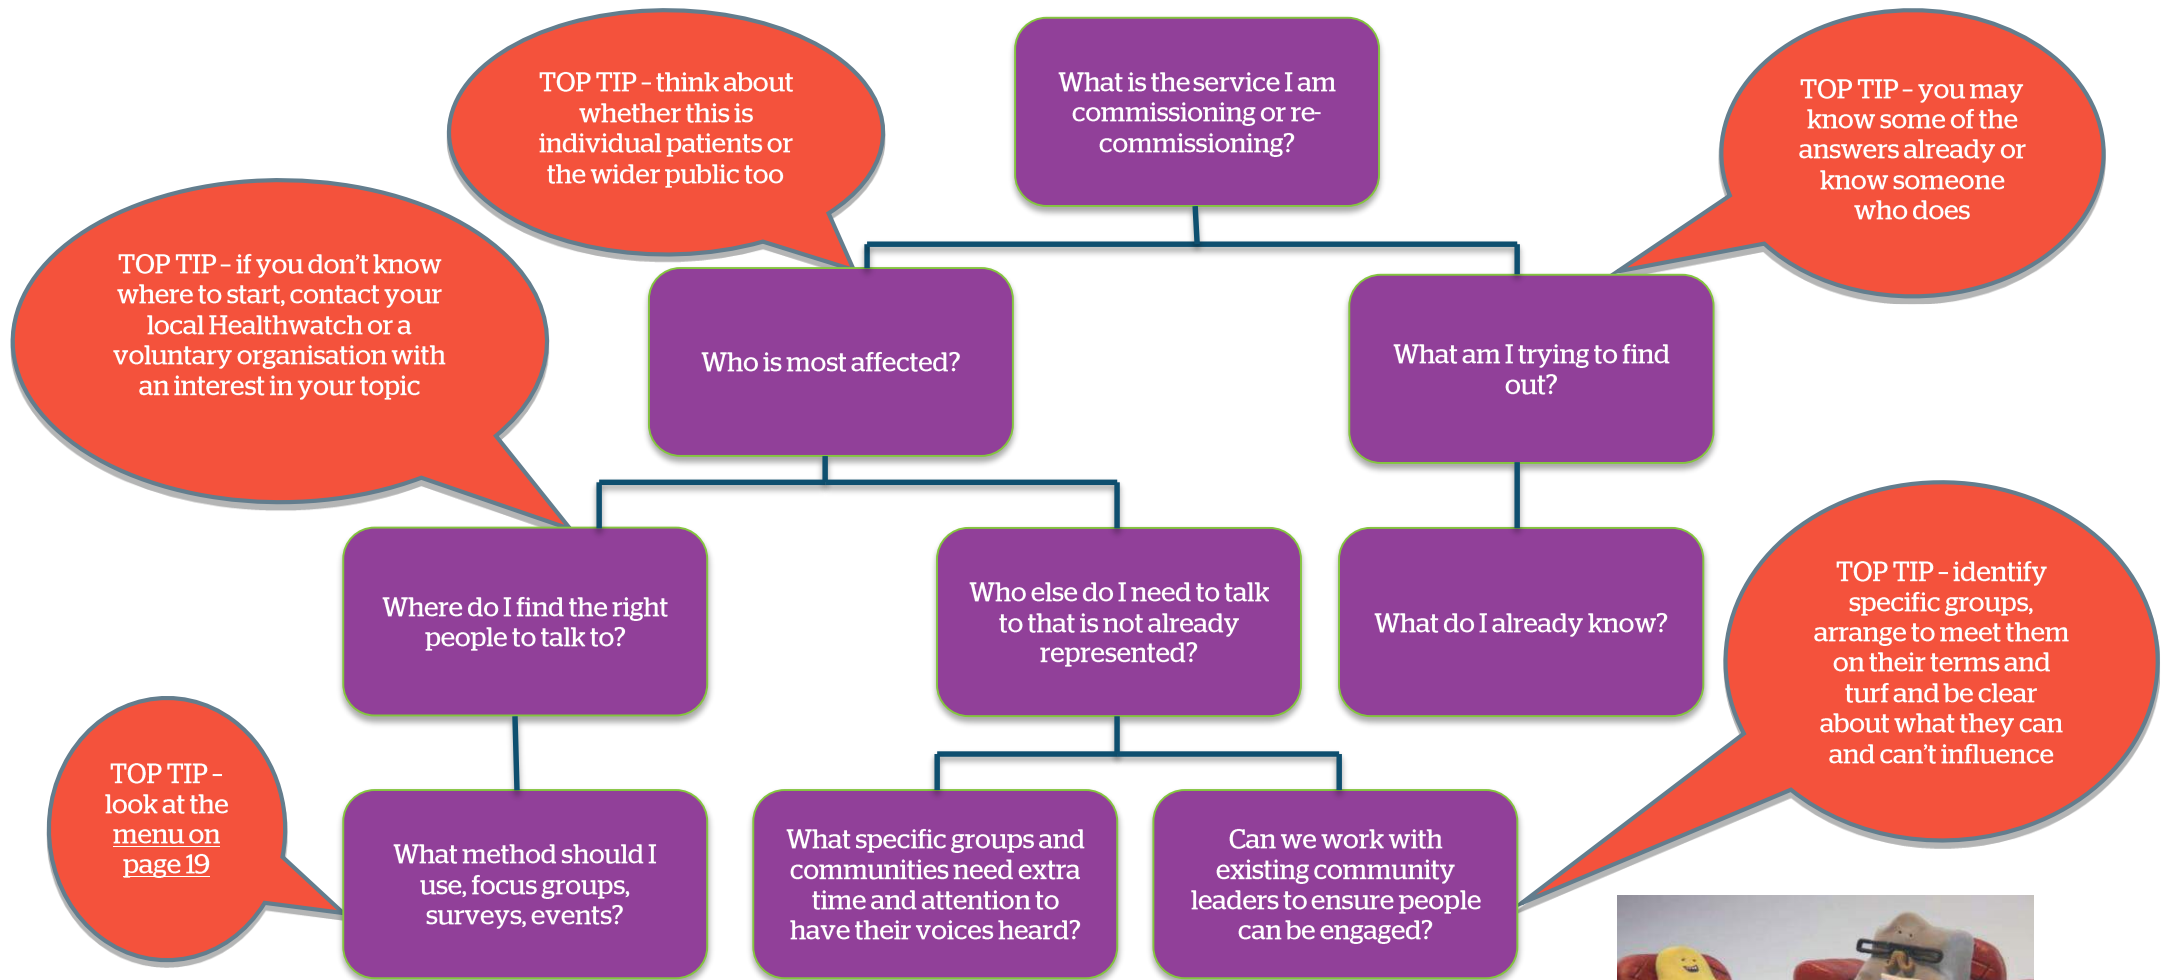 TOP TIP – think about
whether this is
individual patients or
the wider public too
What is the service I am
commissioning or re-
commissioning?
TOP TIP – you may
know some of the
answers already or
know someone
who does
TOP TIP – if you don’t know
where to start, contact your
local Healthwatch or a
voluntary organisation with
an interest in your topic
Who is most affected?
What am I trying to find
out?
Where do I find the right
people to talk to?
Who else do I need to talk
to that is not already
represented?
What do I already know?
TOP TIP – identify
specific groups,
arrange to meet them
on their terms and
turf and be clear
about what they can
and can’t influence
TOP TIP –
look at the
menu on
page 19
What method should I
use, focus groups,
surveys, events?
What specific groups and
communities need extra
time and attention to
have their voices heard?
Can we work with
existing community
leaders to ensure people
can be engaged?